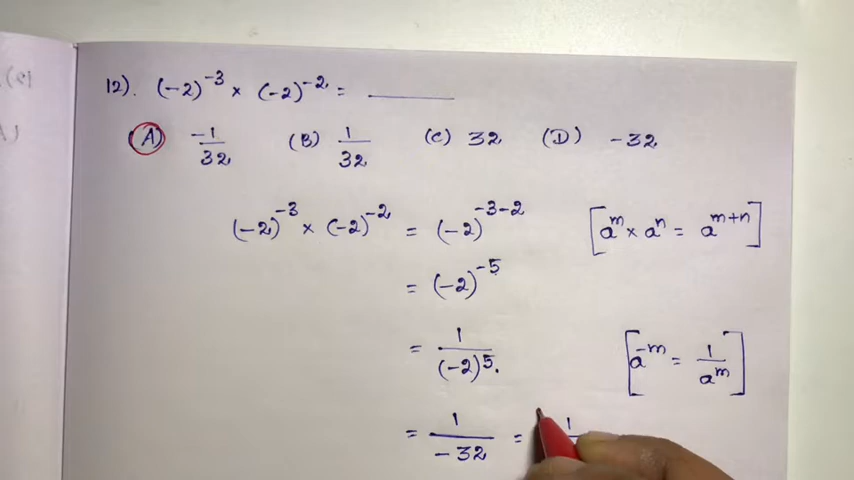 12). (-2)^-3 × (-2)^-2 = ______
(A) -1/32 (B) 1/32 (C) 32 (D) -32
(-2)^-3 × (-2)^-2 = (-2)^-3-2 [a^m × a^n = a^m+n]
= (-2)^-5
= 1/(-2)^5. [a^-m = 1/a^m]
= 1/-32 = 1